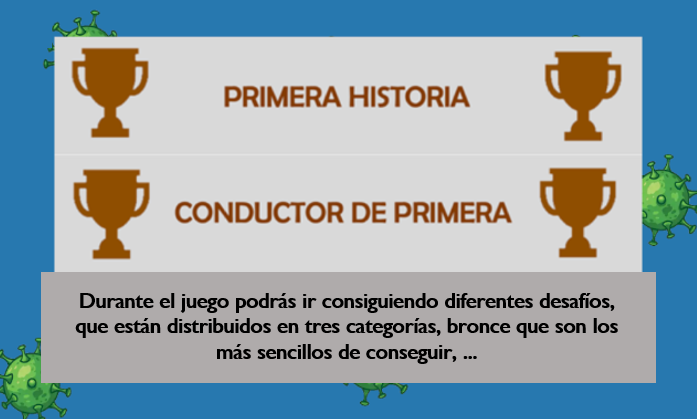 PRIMERA HISTORIA
CONDUCTOR DE PRIMERA
Durante el juego podrás ir consiguiendo diferentes desafíos,
que están distribuidos en tres categorías, bronce que son los
más sencillos de conseguir, ...